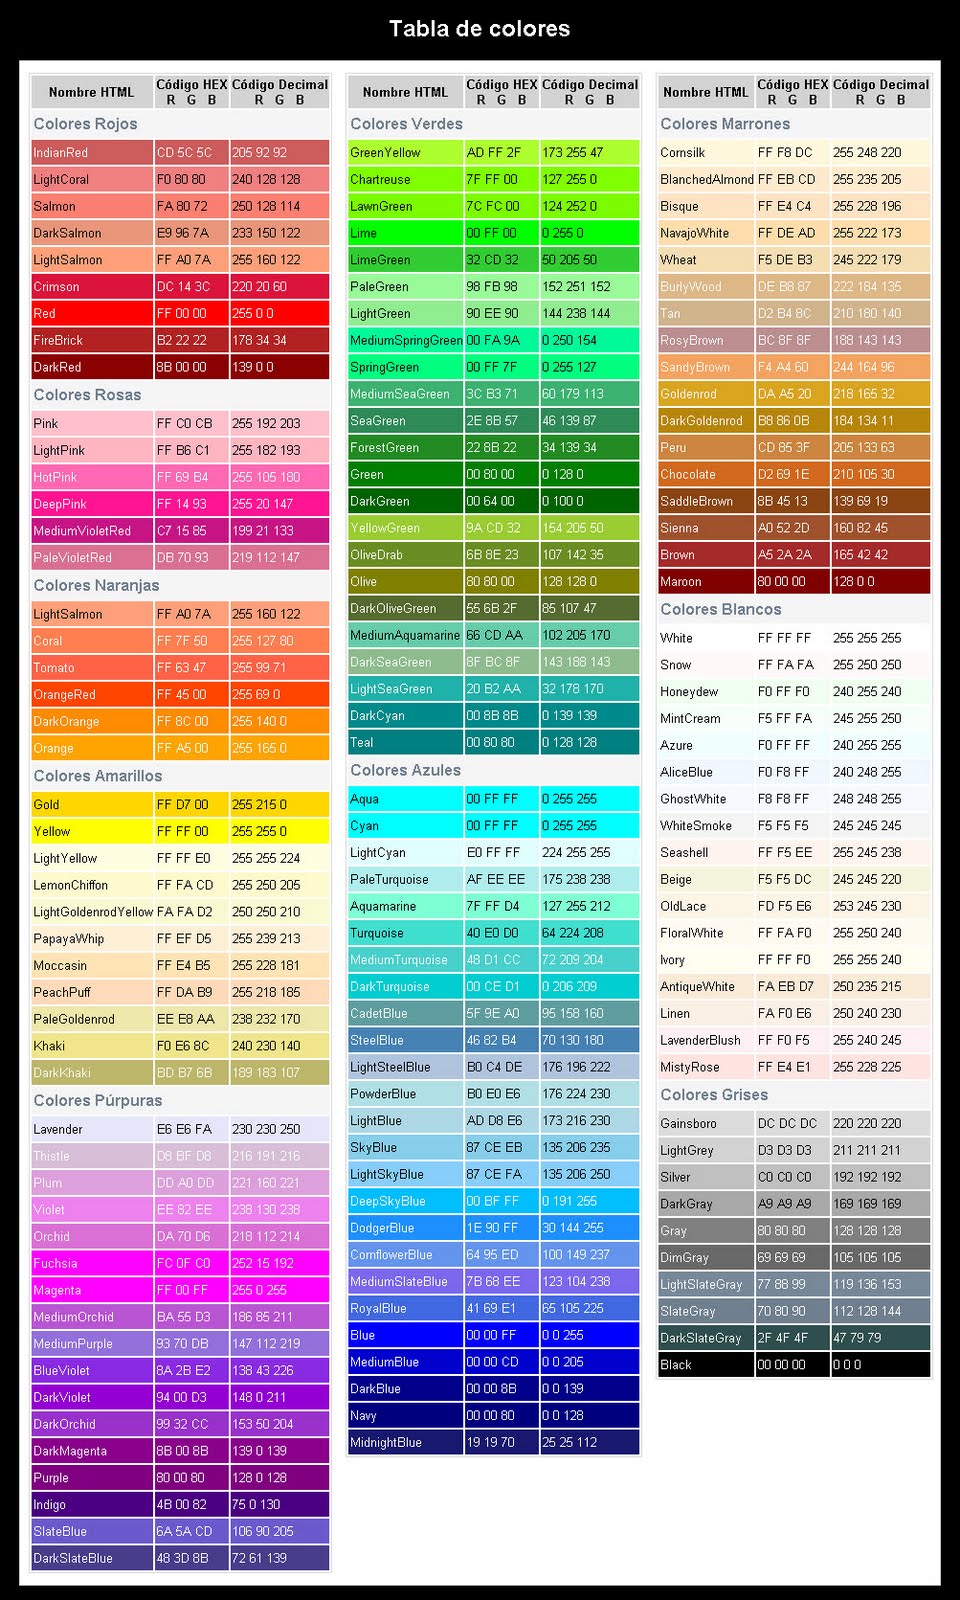 Tabla de colores
Nombre HTML Código HEX Código Decimal
R G B R G B
Colores Rojos
IndianRed CD 5C 5C 205 92 92
LightCoral F0 80 80 240 128 128
Salmon FA 80 72 250 128 114
DarkSalmon E9 96 7A 233 150 122
LightSalmon FF A0 7A 255 160 122
Crimson DC 14 3C 220 20 60
Red FF 00 00 255 0 0
FireBrick B2 22 22 178 34 34
DarkRed 8B 00 00 139 0 0
Colores Rosas
Pink FF C0 CB 255 192 203
LightPink FF B6 C1 255 182 193
HotPink FF 69 B4 255 105 180
DeepPink FF 14 93 255 20 147
MediumVioletRed C7 15 85 199 21 133
PaleVioletRed DB 70 93 219 112 147
Colores Naranjas
LightSalmon FF A0 7A 255 160 122
Coral FF 7F 50 255 127 80
Tomato FF 63 47 255 99 71
OrangeRed FF 45 00 255 69 0
DarkOrange FF 8C 00 255 140 0
Orange FF A5 00 255 165 0
Colores Amarillos
Gold FF D7 00 255 215 0
Yellow FF FF 00 255 255 0
LightYellow FF FF E0 255 255 224
LemonChiffon FF FA CD 255 250 205
LightGoldenrodYellow FA FA D2 250 250 210
PapayaWhip FF EF D5 255 239 213
Moccasin FF E4 B5 255 228 181
PeachPuff FF DA B9 255 218 185
PaleGoldenrod EE E8 AA 238 232 170
Khaki F0 E6 8C 240 230 140
DarkKhaki BD B7 6B 189 183 107
Colores Púrpuras
Lavender E6 E6 FA 230 230 250
Thistle D8 BF D8 216 191 216
Plum DD A0 DD 221 160 221
Violet EE 82 EE 238 130 238
Orchid DA 70 D6 218 112 214
Fuchsia FC 0F C0 252 15 192
Magenta FF 00 FF 255 0 255
MediumOrchid BA 55 D3 186 85 211
MediumPurple 93 70 DB 147 112 219
BlueViolet 8A 2B E2 138 43 226
DarkViolet 94 00 D3 148 0 211
DarkOrchid 99 32 CC 153 50 204
DarkMagenta 8B 00 8B 139 0 139
Purple 80 00 80 128 0 128
Indigo 4B 00 82 75 0 130
SlateBlue 6A 5A CD 106 90 205
DarkSlateBlue 48 3D 8B 72 61 139
Nombre HTML Código HEX Código Decimal
R G B R G B
Colores Verdes
GreenYellow AD FF 2F 173 255 47
Chartreuse 7F FF 00 127 255 0
LawnGreen 7C FC 00 124 252 0
Lime 00 FF 00 0 255 0
LimeGreen 32 CD 32 50 205 50
PaleGreen 98 FB 98 152 251 152
LightGreen 90 EE 90 144 238 144
MediumSpringGreen 00 FA 9A 0 250 154
SpringGreen 00 FF 7F 0 255 127
MediumSeaGreen 3C B3 71 60 179 113
SeaGreen 2E 8B 57 46 139 87
ForestGreen 22 8B 22 34 139 34
Green 00 80 00 0 128 0
DarkGreen 00 64 00 0 100 0
YellowGreen 9A CD 32 154 205 50
OliveDrab 6B 8E 23 107 142 35
Olive 80 80 00 128 128 0
DarkOliveGreen 55 6B 2F 85 107 47
MediumAquamarine 66 CD AA 102 205 170
DarkSeaGreen 8F BC 8F 143 188 143
LightSeaGreen 20 B2 AA 32 178 170
DarkCyan 00 8B 8B 0 139 139
Teal 00 80 80 0 128 128
Colores Azules
Aqua 00 FF FF 0 255 255
Cyan 00 FF FF 0 255 255
LightCyan E0 FF FF 224 255 255
PaleTurquoise AF EE EE 175 238 238
Aquamarine 7F FF D4 127 255 212
Turquoise 40 E0 D0 64 224 208
MediumTurquoise 48 D1 CC 72 209 204
DarkTurquoise 00 CE D1 0 206 209
CadetBlue 5F 9E A0 95 158 160
SteelBlue 46 82 B4 70 130 180
LightSteelBlue B0 C4 DE 176 196 222
PowderBlue B0 E0 E6 176 224 230
LightBlue AD D8 E6 173 216 230
SkyBlue 87 CE EB 135 206 235
LightSkyBlue 87 CE FA 135 206 250
DeepSkyBlue 00 BF FF 0 191 255
DodgerBlue 1E 90 FF 30 144 255
CornflowerBlue 64 95 ED 100 149 237
MediumSlateBlue 7B 68 EE 123 104 238
RoyalBlue 41 69 E1 65 105 225
Blue 00 00 FF 0 0 255
MediumBlue 00 00 CD 0 0 205
DarkBlue 00 00 8B 0 0 139
Navy 00 00 80 0 0 128
MidnightBlue 19 19 70 25 25 112
Nombre HTML Código HEX Código Decimal
R G B R G B
Colores Marrones
Cornsilk FF F8 DC 255 248 220
BlanchedAlmond FF EB CD 255 235 205
Bisque FF E4 C4 255 228 196
NavajoWhite FF DE AD 255 222 173
Wheat F5 DE B3 245 222 179
BurlyWood DE B8 87 222 184 135
Tan D2 B4 8C 210 180 140
RosyBrown BC 8F 8F 188 143 143
SandyBrown F4 A4 60 244 164 96
Goldenrod DA A5 20 218 165 32
DarkGoldenrod B8 86 0B 184 134 11
Peru CD 85 3F 205 133 63
Chocolate D2 69 1E 210 105 30
SaddleBrown 8B 45 13 139 69 19
Sienna A0 52 2D 160 82 45
Brown A5 2A 2A 165 42 42
Maroon 80 00 00 128 0 0
Colores Blancos
White FF FF FF 255 255 255
Snow FF FA FA 255 250 250
Honeydew F0 FF F0 240 255 240
MintCream F5 FF FA 245 255 250
Azure F0 FF FF 240 255 255
AliceBlue F0 F8 FF 240 248 255
GhostWhite F8 F8 FF 248 248 255
WhiteSmoke F5 F5 F5 245 245 245
Seashell FF F5 EE 255 245 238
Beige F5 F5 DC 245 245 220
OldLace FD F5 E6 253 245 230
FloralWhite FF FA F0 255 250 240
Ivory FF FF F0 255 255 240
AntiqueWhite FA EB D7 250 235 215
Linen FA F0 E6 250 240 230
LavenderBlush FF F0 F5 255 240 245
MistyRose FF E4 E1 255 228 225
Colores Grises
Gainsboro DC DC DC 220 220 220
LightGrey D3 D3 D3 211 211 211
Silver C0 C0 C0 192 192 192
DarkGray A9 A9 A9 169 169 169
Gray 80 80 80 128 128 128
DimGray 69 69 69 105 105 105
LightSlateGray 77 88 99 119 136 153
SlateGray 70 80 90 112 128 144
DarkSlateGray 2F 4F 4F 47 79 79
Black 00 00 00 0 0 0